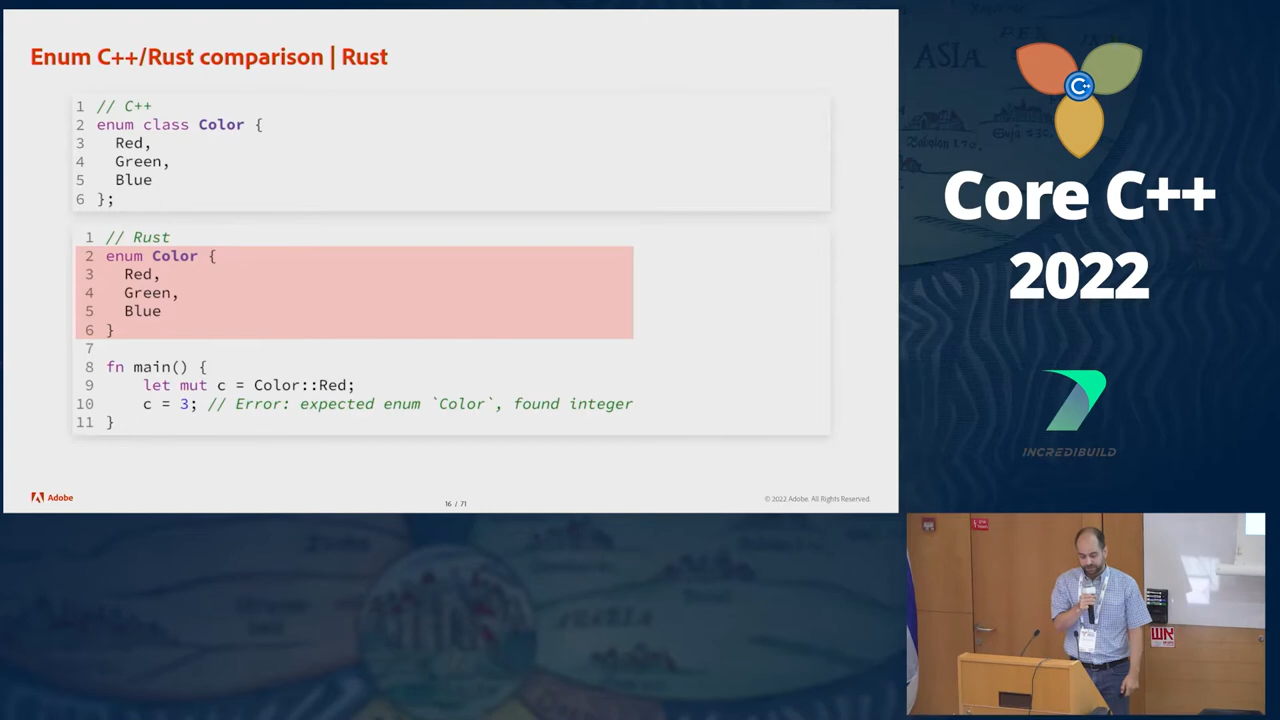 Enum C++/Rust comparison | Rust
1 // C++
2 enum class Color {
3   Red,
4   Green,
5   Blue
6 };
1 // Rust
2 enum Color {
3   Red,
4   Green,
5   Blue
6 }
7
8 fn main() {
9     let mut c = Color::Red;
10     c = 3; // Error: expected enum `Color`, found integer
11 }
Adobe
16 / 71
© 2022 Adobe. All Rights Reserved.
ASIA
C++
Core C++
2022
INCREDIBUILD